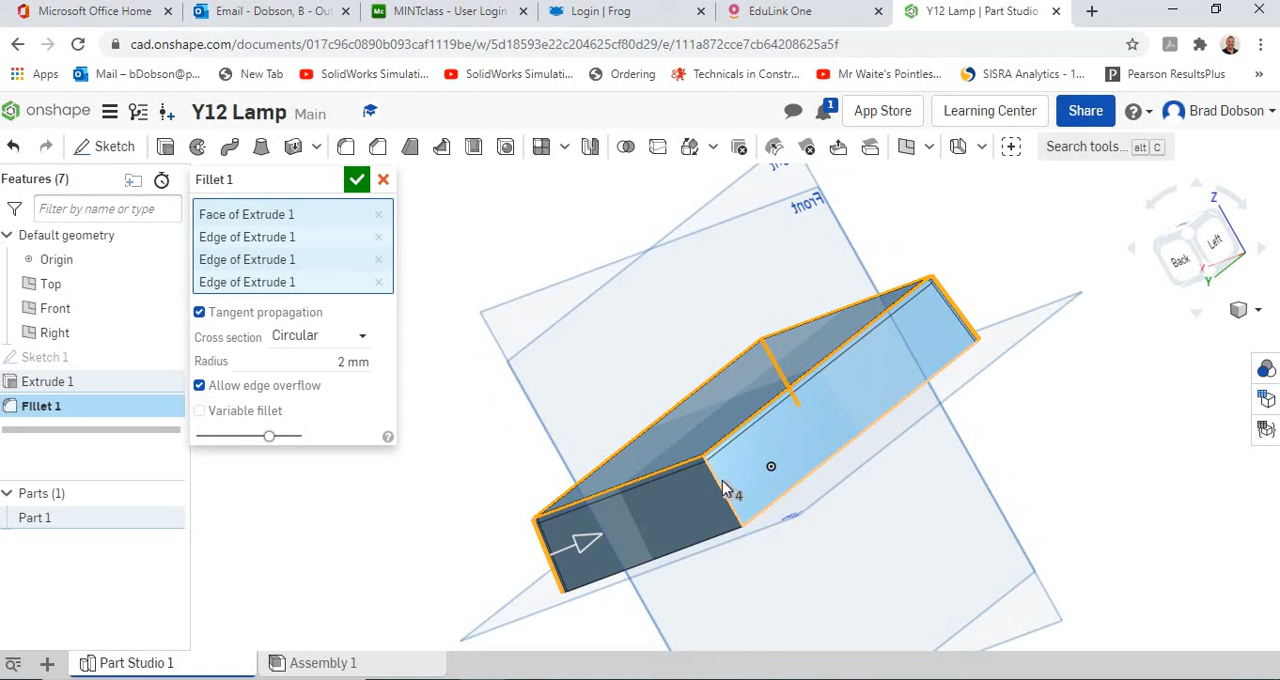 Microsoft Office Home
Email - Dobson, B - Out
MINTclass - User Login
Login | Frog
EduLink One
Y12 Lamp | Part Studio
cad.onshape.com/documents/017c96c0890b093caf1119be/w/5d18593e22c204625cf80d29/e/111a872cce7cb64208625a5f
Apps
Mail – bDobson@p...
New Tab
SolidWorks Simulati...
SolidWorks Simulati...
Ordering
Technicals in Constr...
Mr Waite's Pointles...
SISRA Analytics - 1...
Pearson ResultsPlus
»
onshape
Y12 Lamp Main
1
App Store
Learning Center
Share
Brad Dobson
Sketch
Search tools... alt C
Features (7)
Filter by name or type
Default geometry
Origin
Top
Front
Right
Sketch 1
Extrude 1
Fillet 1
Parts (1)
Part 1
Fillet 1
Face of Extrude 1
Edge of Extrude 1
Edge of Extrude 1
Edge of Extrude 1
Tangent propagation
Cross section Circular
Radius 2 mm
Allow edge overflow
Variable fillet
Front
4
Z
Left
Back
X
Y
Part Studio 1
Assembly 1